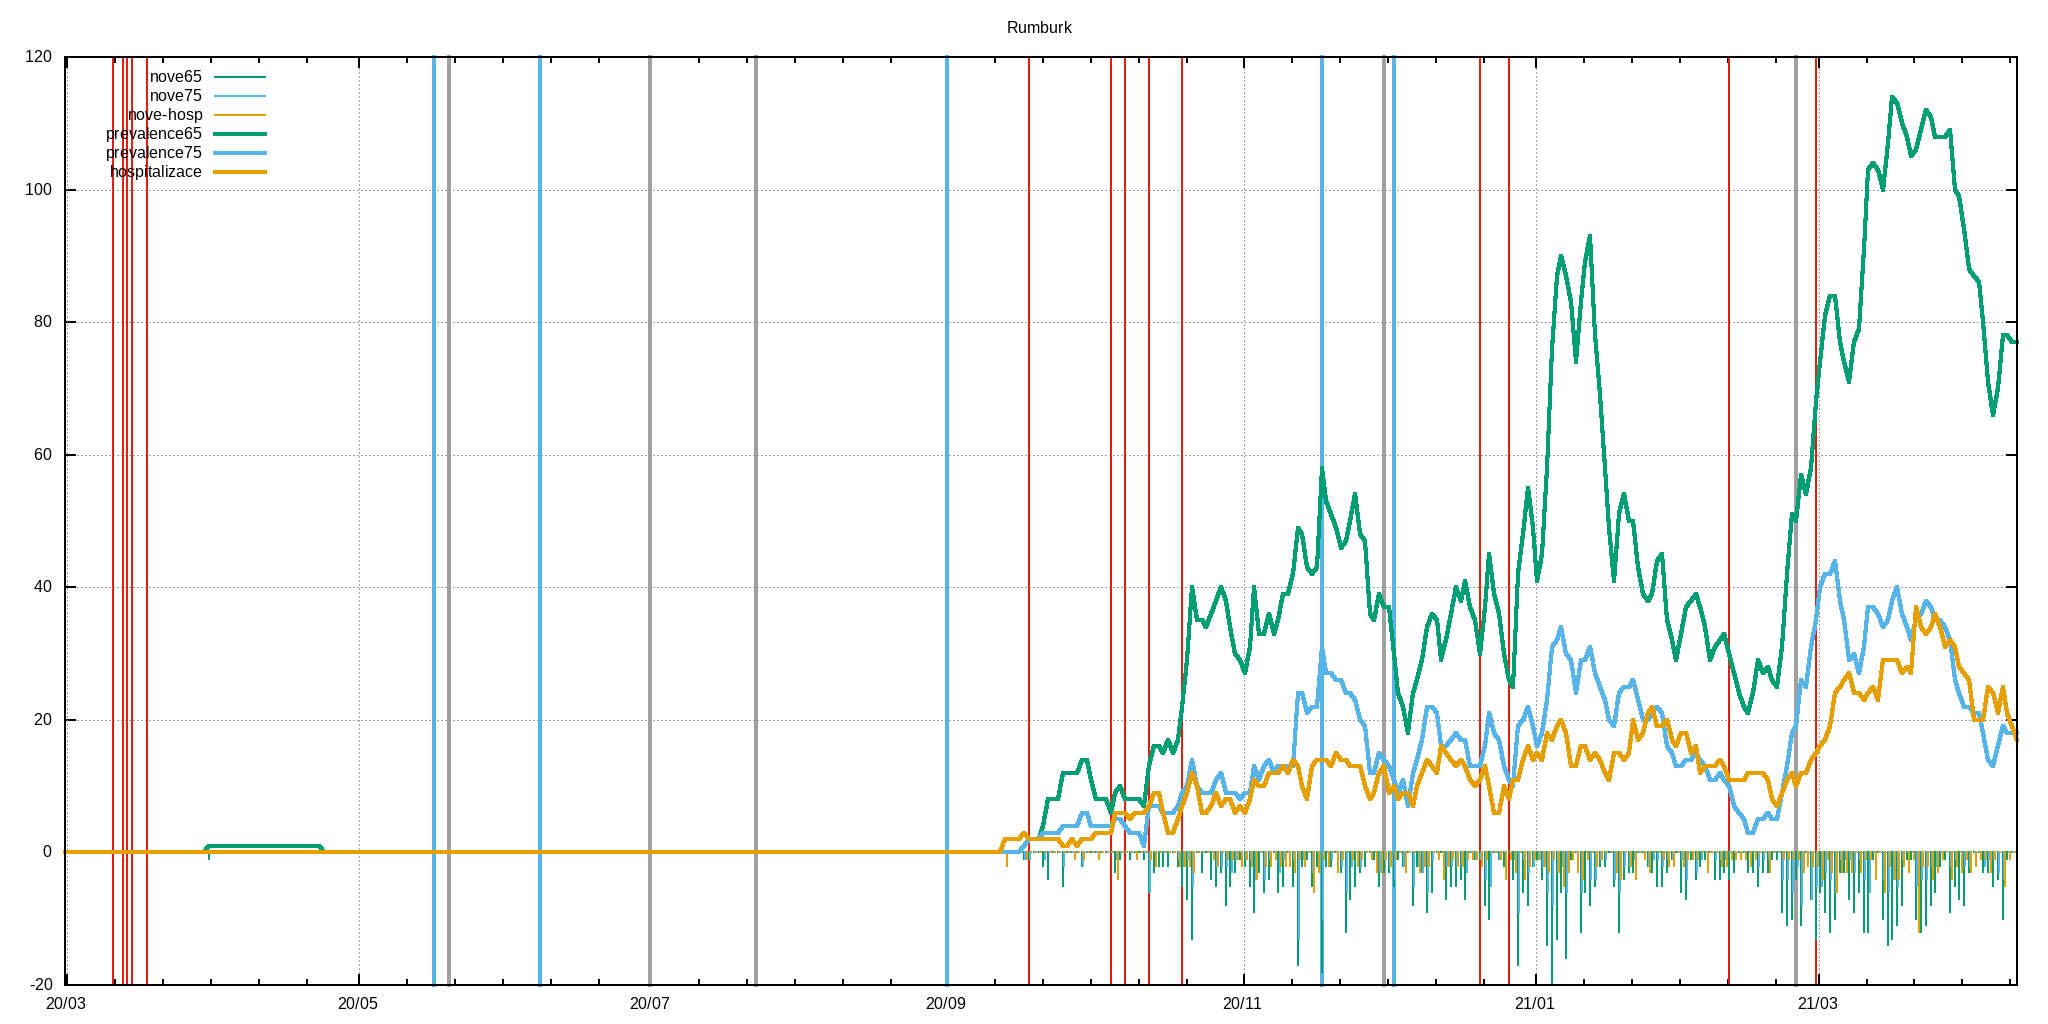 Rumburk
120
nove65
nove75
nove-hosp
prevalence65
prevalence75
hospitalizace
100
80
60
40
20
0
-20
20/03 20/05 20/07 20/09 20/11 21/01 21/03